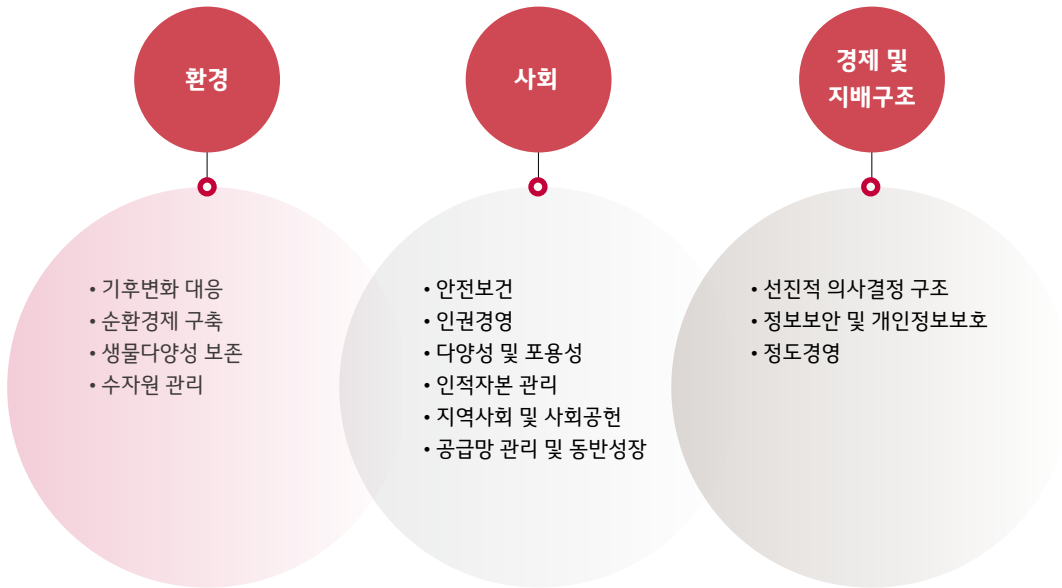 환경
• 기후변화 대응
• 순환경제 구축
• 생물다양성 보존
• 수자원 관리
사회
• 안전보건
• 인권경영
• 다양성 및 포용성
• 인적자본 관리
• 지역사회 및 사회공헌
• 공급망 관리 및 동반성장
경제 및
지배구조
• 선진적 의사결정 구조
• 정보보안 및 개인정보보호
• 정도경영